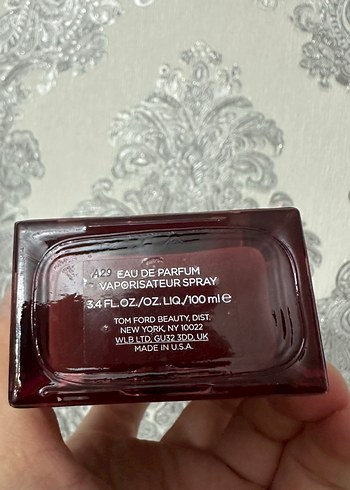 A29 EAU DE PARFUM
VAPORISATEUR SPRAY
3.4 FL.OZ./OZ. LIQ./100 ml ℮
TOM FORD BEAUTY, DIST.
NEW YORK, NY 10022
WLB LTD, GU32 3DD, UK
MADE IN U.S.A.